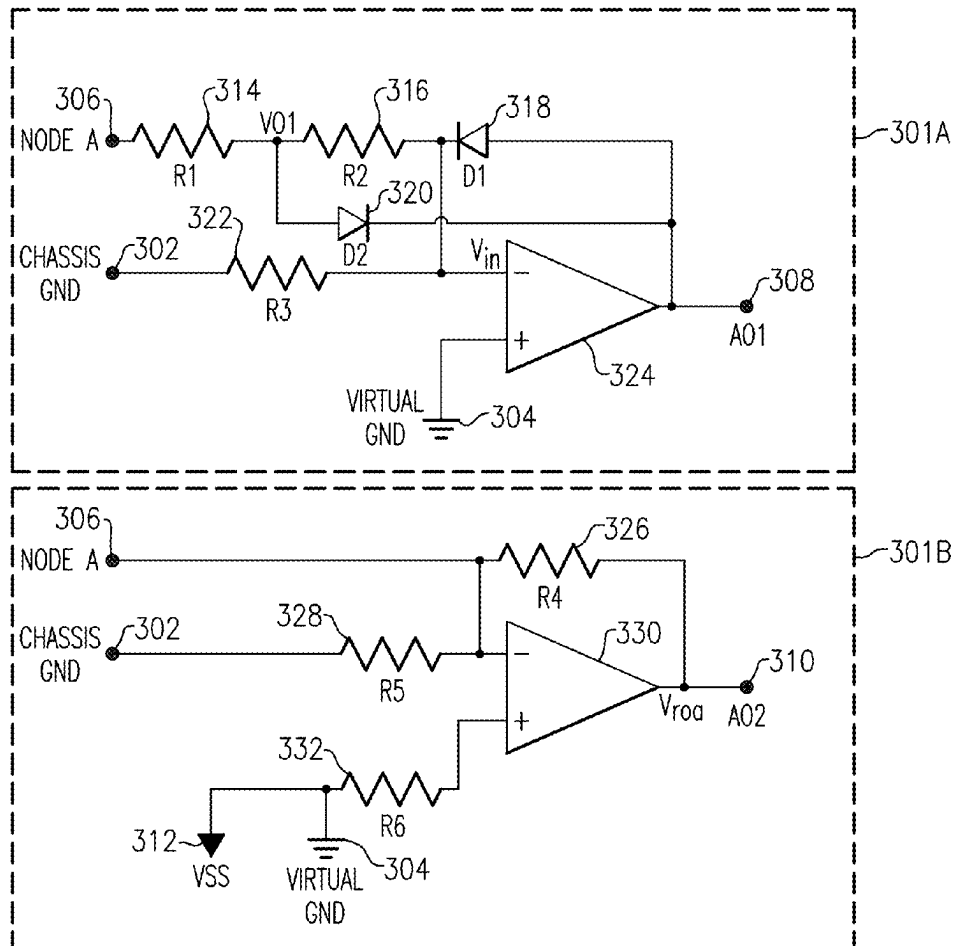 306
314
316
318
NODE A
V01
301A
R1
R2
D1
320
322
CHASSIS
GND
302
D2
Vin
R3
−
308
+
A01
324
VIRTUAL
GND
304
306
326
NODE A
301B
R4
CHASSIS
GND
302
328
330
R5
−
310
Vroa
A02
+
332
R6
312
VSS
VIRTUAL
GND
304